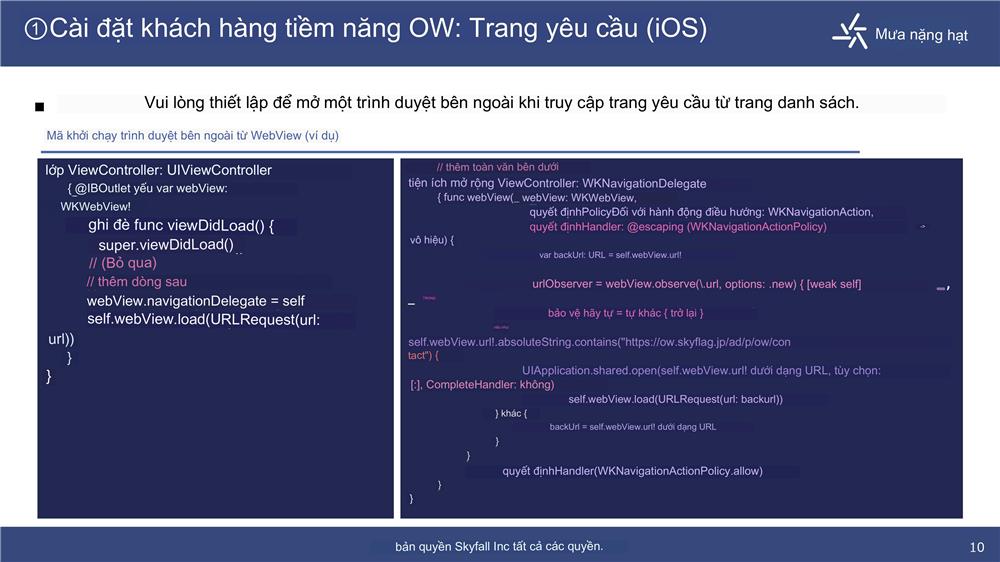 ①Cài đặt khách hàng tiềm năng OW: Trang yêu cầu (iOS)
Mưa nặng hạt
Vui lòng thiết lập để mở một trình duyệt bên ngoài khi truy cập trang yêu cầu từ trang danh sách.
Mã khởi chạy trình duyệt bên ngoài từ WebView (ví dụ)
lớp ViewController: UIViewController
{ @IBOutlet yếu var webView:
WKWebView!
ghi đè func viewDidLoad() {
super.viewDidLoad()
// (Bỏ qua)
// thêm dòng sau
webView.navigationDelegate = self
self.webView.load(URLRequest(url:
url))
}
}
// thêm toàn văn bên dưới
tiện ích mở rộng ViewController: WKNavigationDelegate
{ func webView(_ webView: WKWebView,
quyết địnhPolicyĐối với hành động điều hướng: WKNavigationAction,
quyết địnhHandler: @escaping (WKNavigationActionPolicy) ->
vô hiệu) {
var backUrl: URL = self.webView.url!
urlObserver = webView.observe(\.url, options: .new) { [weak self] _,
_
bảo vệ hãy tự = tự khác { trở lại }
self.webView.url!.absoluteString.contains("https://ow.skyflag.jp/ad/p/ow/con
tact") {
UIApplication.shared.open(self.webView.url! dưới dạng URL, tùy chọn:
[:], CompleteHandler: không)
self.webView.load(URLRequest(url: backurl))
} khác {
backUrl = self.webView.url! dưới dạng URL
}
}
quyết địnhHandler(WKNavigationActionPolicy.allow)
}
}
bản quyền Skyfall Inc tất cả các quyền.
10